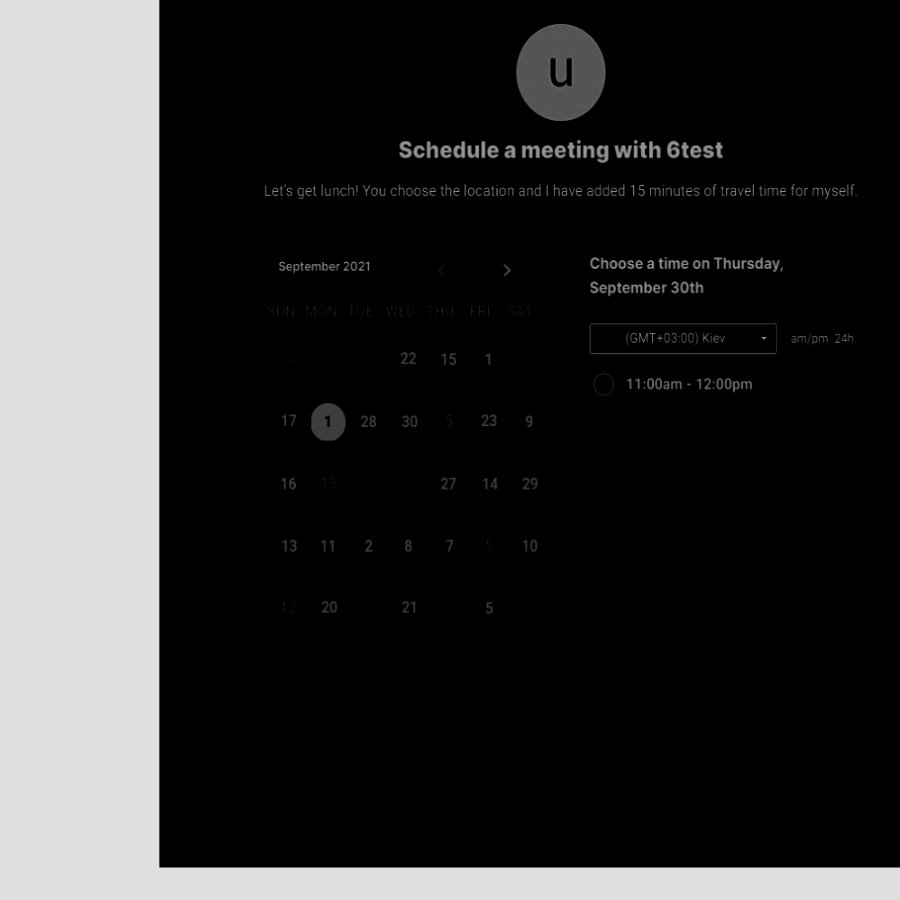 u
Schedule a meeting with 6test
Let's get lunch! You choose the location and I have added 15 minutes of travel time for myself.
September 2021
SUN MON TUE WED THU FRI SAT
22 15 1
17 1 28 30 5 23 9
16 19 27 14 29
13 11 2 8 7 5 10
12 20 21 5
Choose a time on Thursday,
September 30th
(GMT+03:00) Kiev am/pm 24h
11:00am - 12:00pm